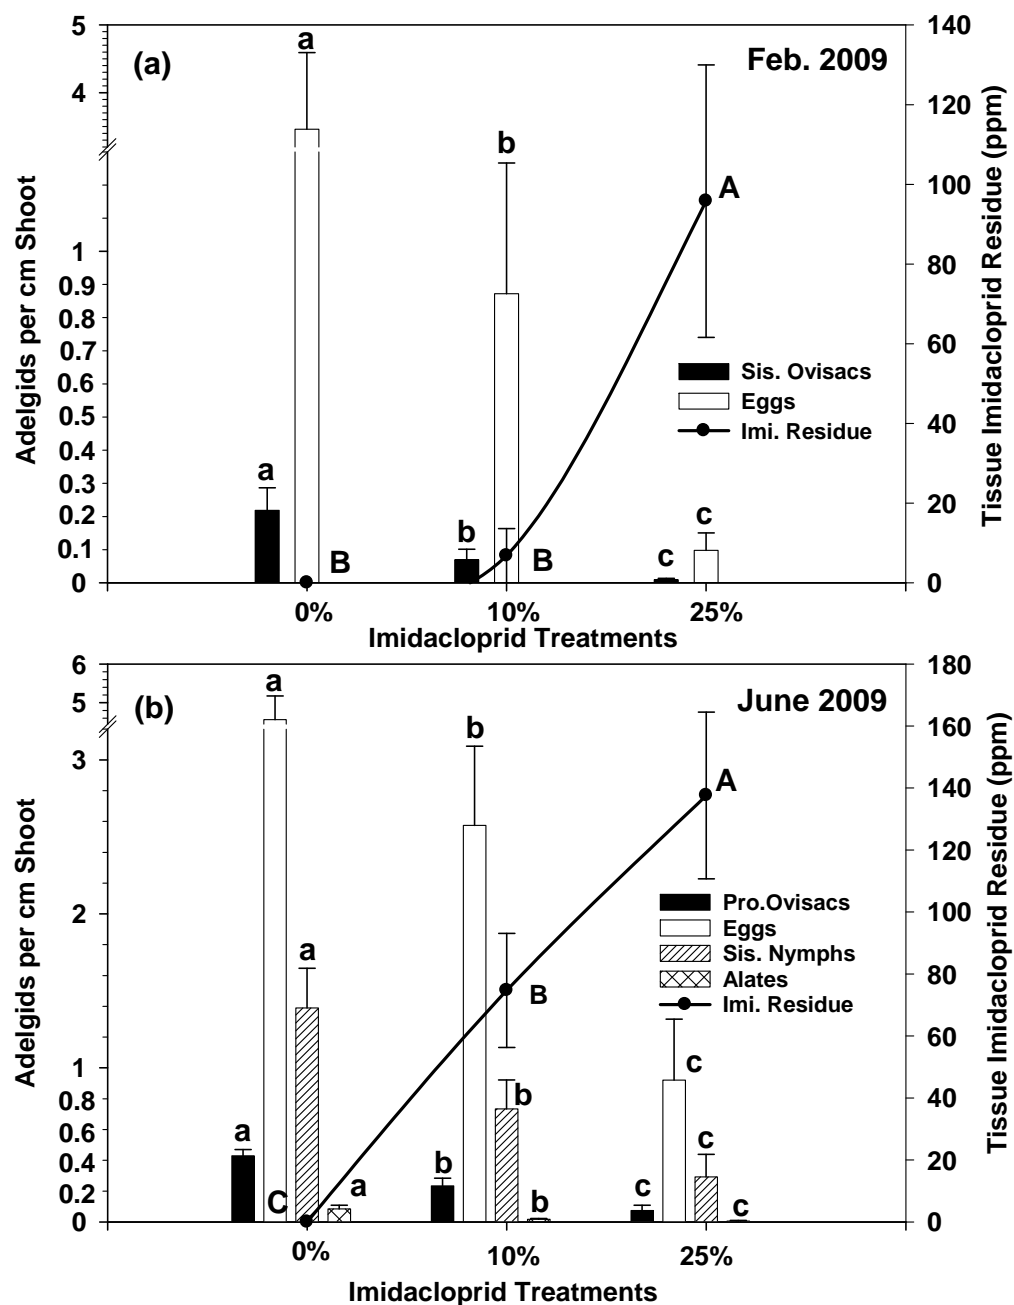 (a)
Feb. 2009
Adelgids per cm Shoot
Tissue Imidacloprid Residue (ppm)
5
4
1
0.9
0.8
0.7
0.6
0.5
0.4
0.3
0.2
0.1
0
140
120
100
80
60
40
20
0
a
a
B
b
b
B
c
c
A
Sis. Ovisacs
Eggs
Imi. Residue
0% 10% 25%
Imidacloprid Treatments
(b)
June 2009
Adelgids per cm Shoot
Tissue Imidacloprid Residue (ppm)
6
5
3
2
1
0.8
0.6
0.4
0.2
0
180
160
140
120
100
80
60
40
20
0
a
a
a
a
C
b
b
b
b
B
c
c
c
c
A
Pro.Ovisacs
Eggs
Sis. Nymphs
Alates
Imi. Residue
0% 10% 25%
Imidacloprid Treatments